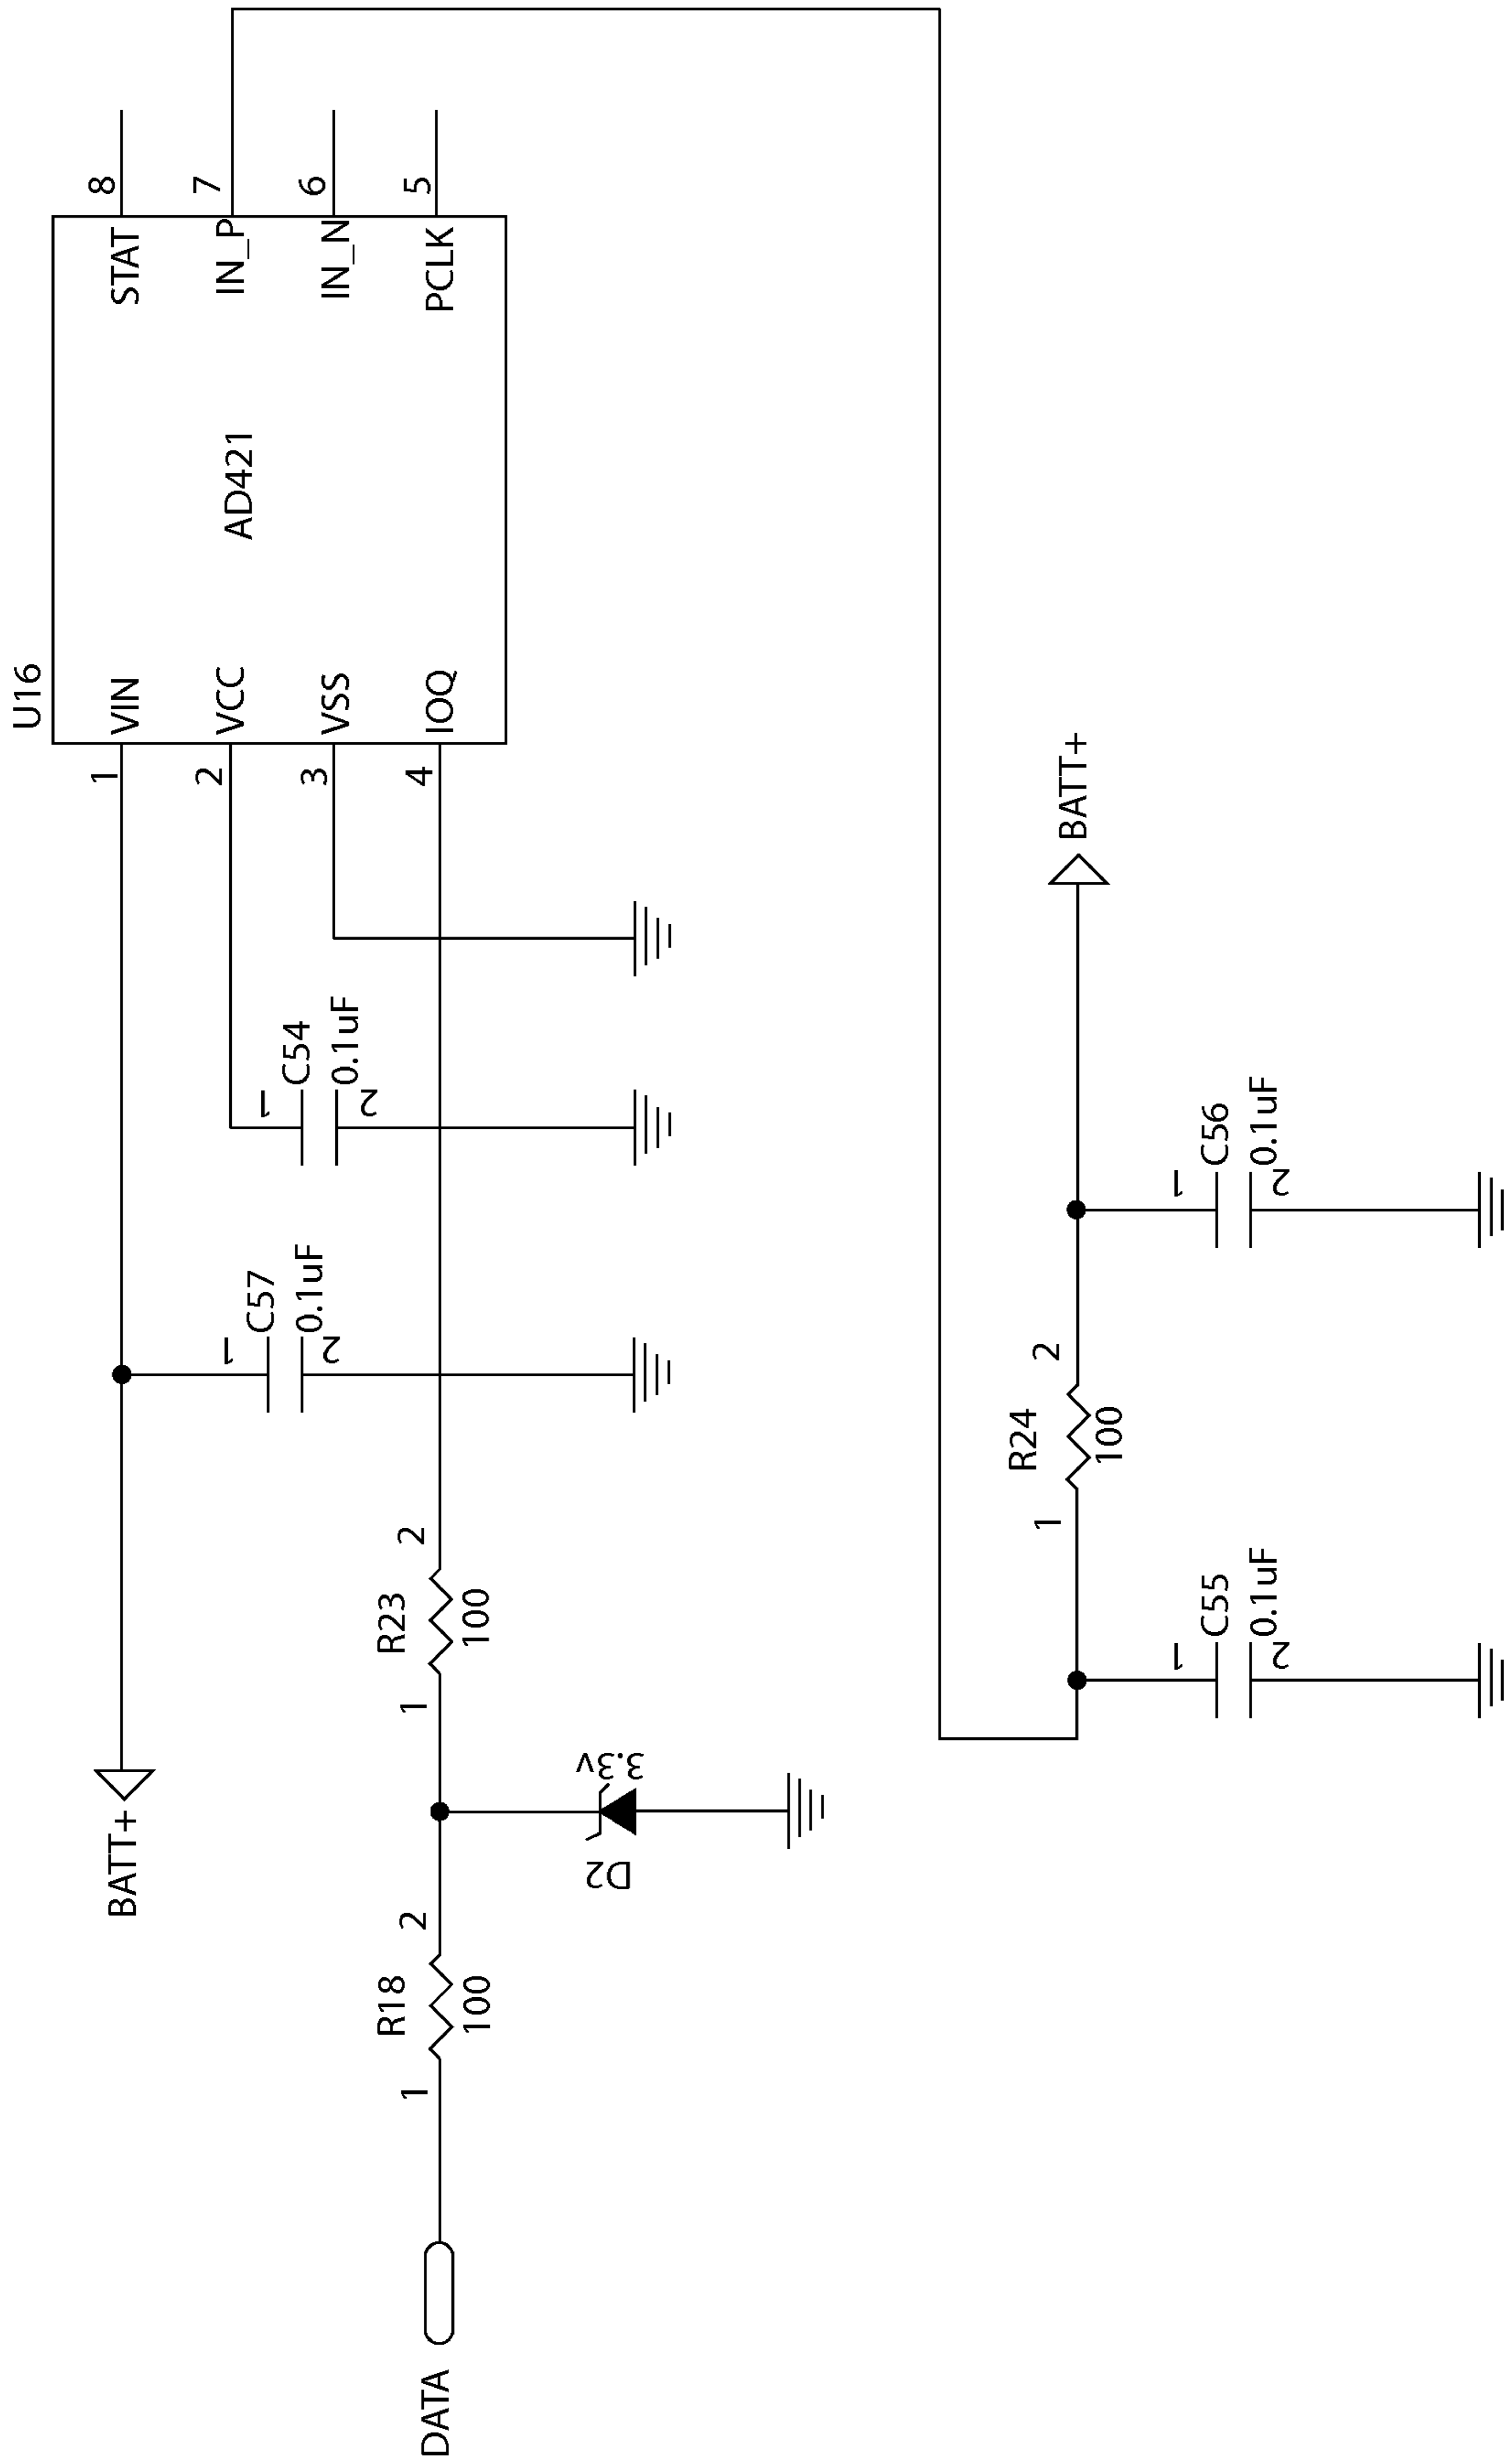 U16
BATT+
1
VIN
STAT
8
2
VCC
IN_P
7
3
VSS
IN_N
6
4
IOQ
PCLK
5
AD421
1
C57
0.1uF
2
1
C54
0.1uF
2
DATA
1
R18
100
2
1
R23
100
2
D2
3.3v
1
R24
100
2
BATT+
1
C55
0.1uF
2
1
C56
0.1uF
2